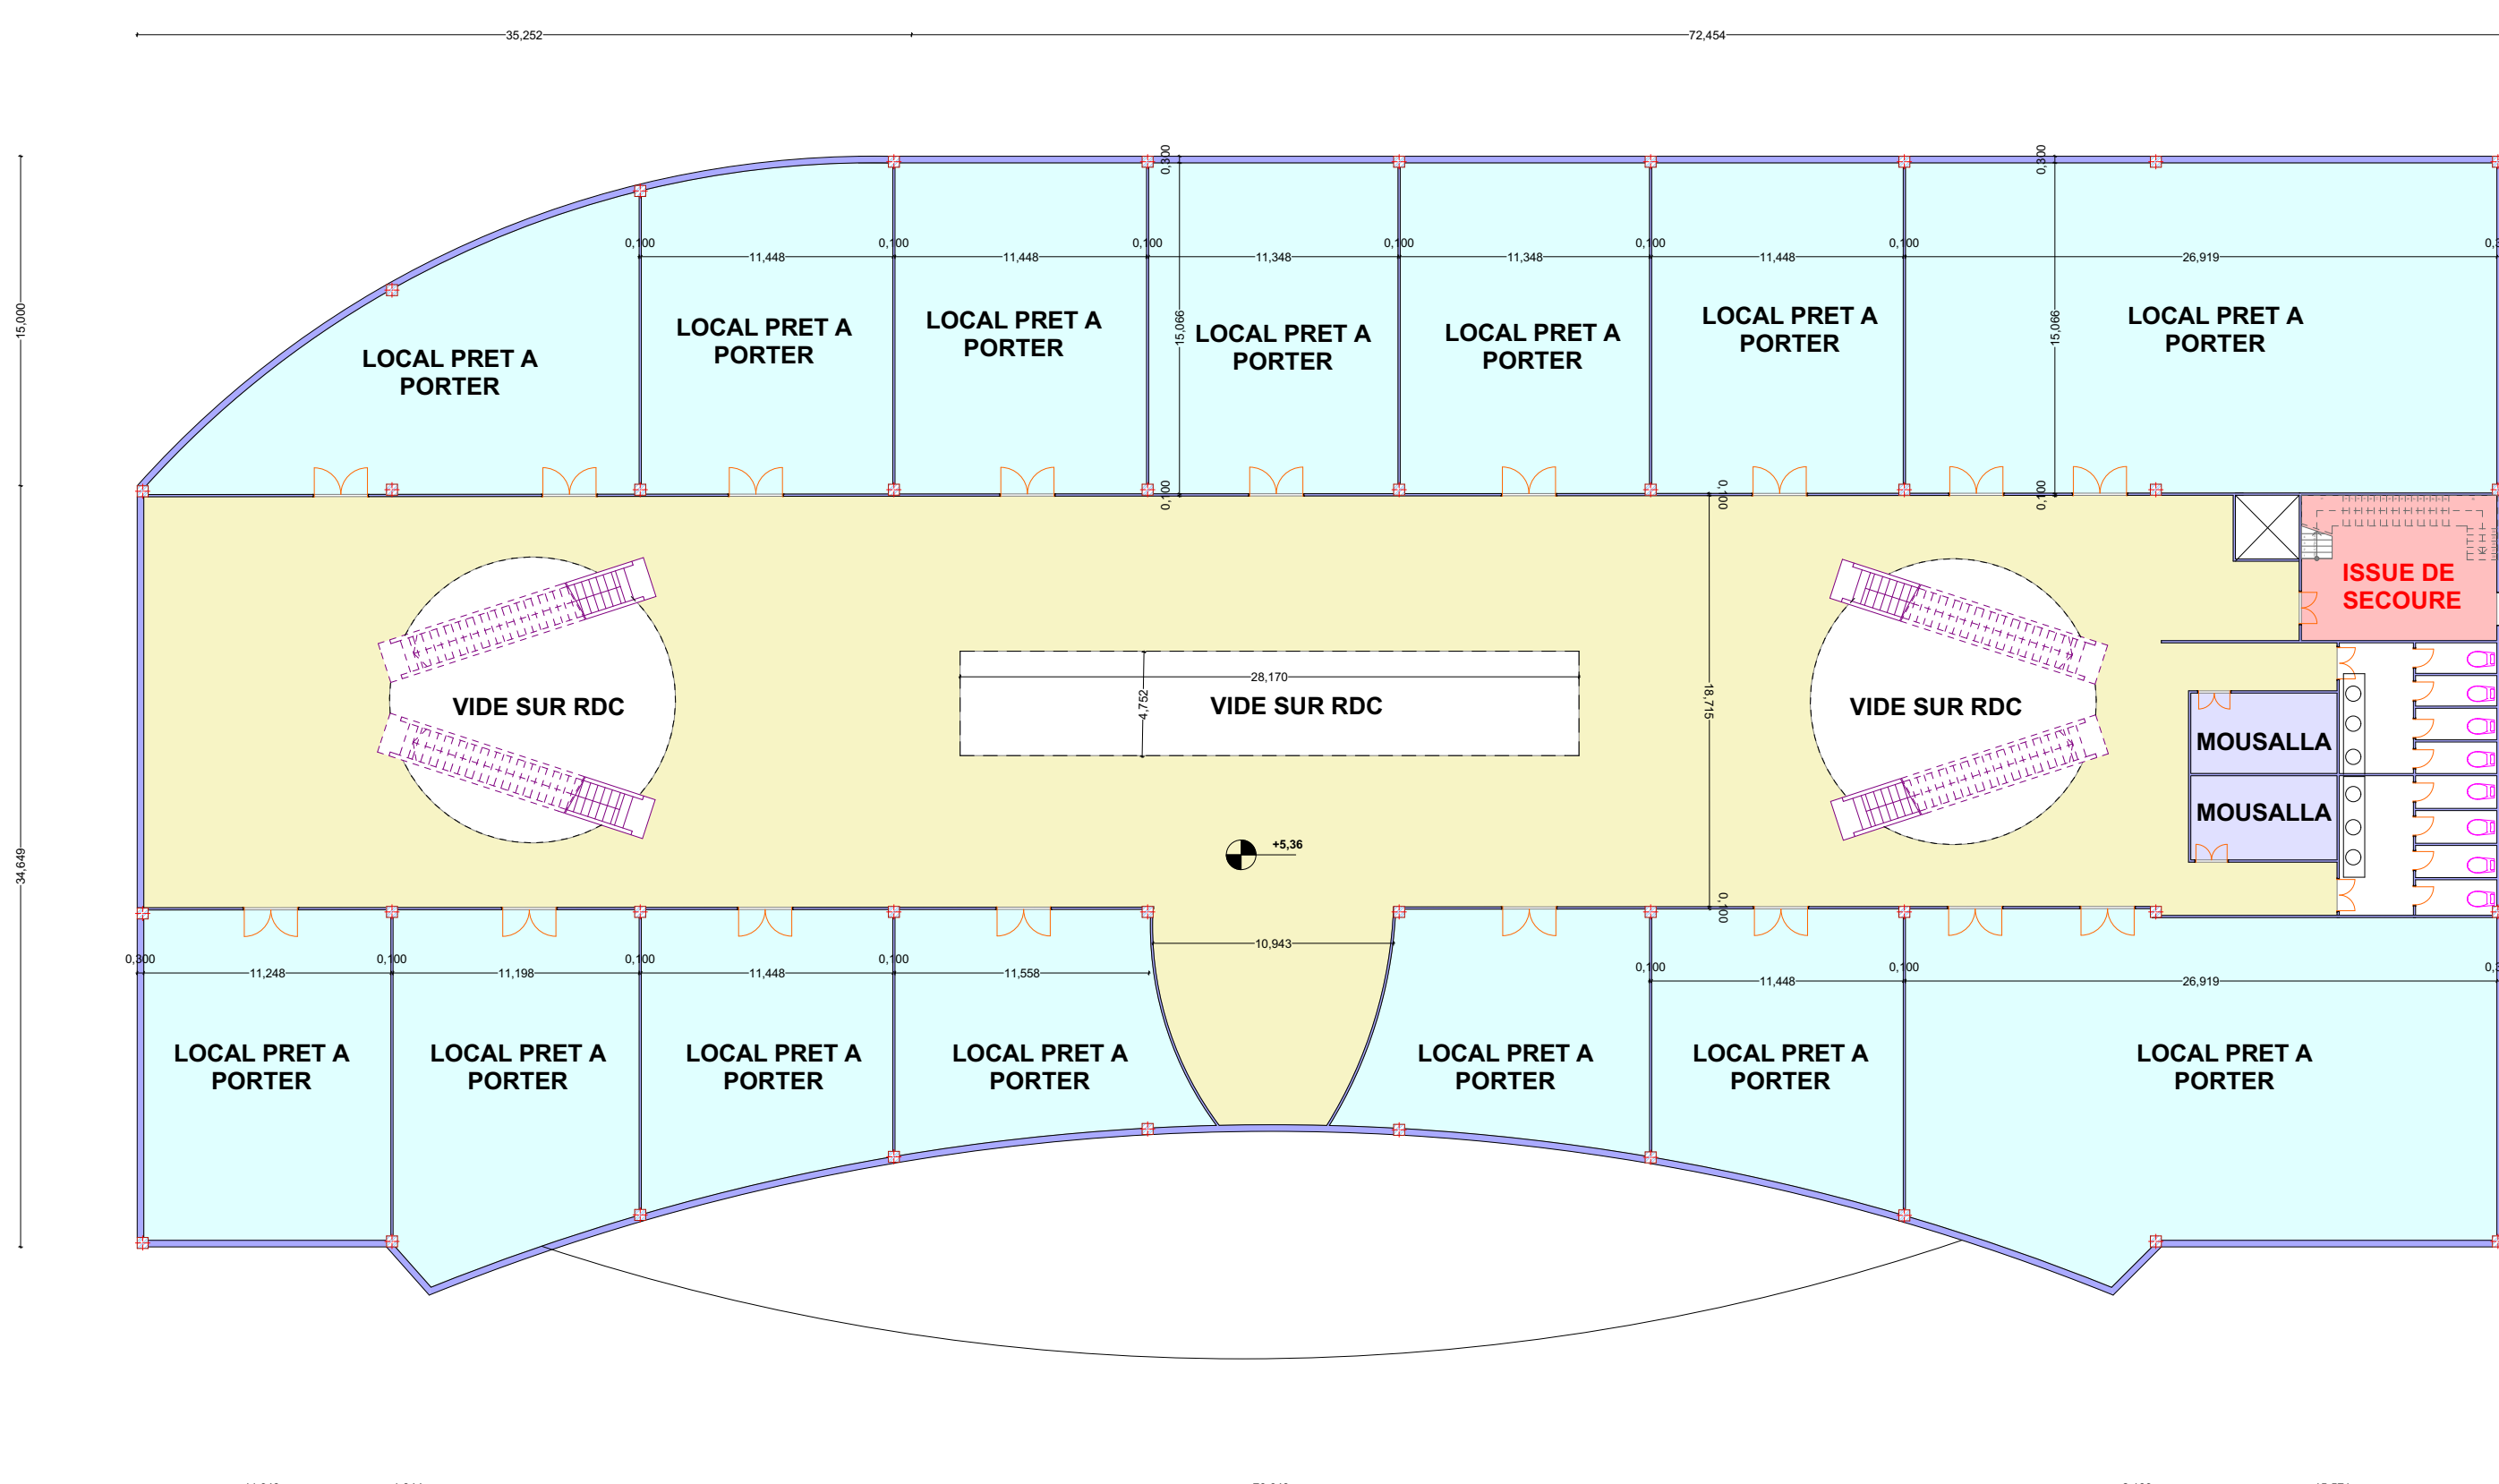 35,252
72,454
0,300
0,300
15,000
0,100
0,100
0,100
0,100
0,100
0,100
11,448
11,448
11,348
11,348
11,448
26,919
LOCAL PRET A
PORTER
LOCAL PRET A
PORTER
LOCAL PRET A
PORTER
LOCAL PRET A
PORTER
LOCAL PRET A
PORTER
LOCAL PRET A
PORTER
LOCAL PRET A
PORTER
15,066
15,066
0,100
0,100
0,100
ISSUE DE
SECOURE
VIDE SUR RDC
28,170
4,752
VIDE SUR RDC
18,715
VIDE SUR RDC
MOUSALLA
MOUSALLA
+5,36
34,649
0,100
10,943
0,300
0,100
0,100
0,100
0,100
0,100
11,248
11,198
11,448
11,558
11,448
26,919
LOCAL PRET A
PORTER
LOCAL PRET A
PORTER
LOCAL PRET A
PORTER
LOCAL PRET A
PORTER
LOCAL PRET A
PORTER
LOCAL PRET A
PORTER
LOCAL PRET A
PORTER